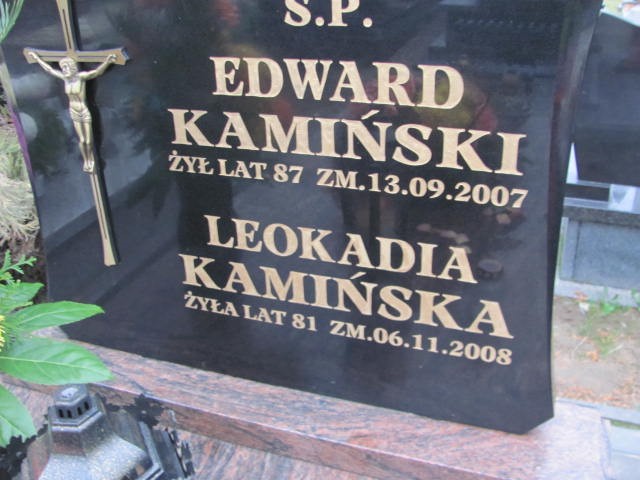 Ś.P.
EDWARD
KAMIŃSKI
ŻYŁ LAT 87 ZM.13.09.2007
LEOKADIA
KAMIŃSKA
ŻYŁA LAT 81 ZM.06.11.2008